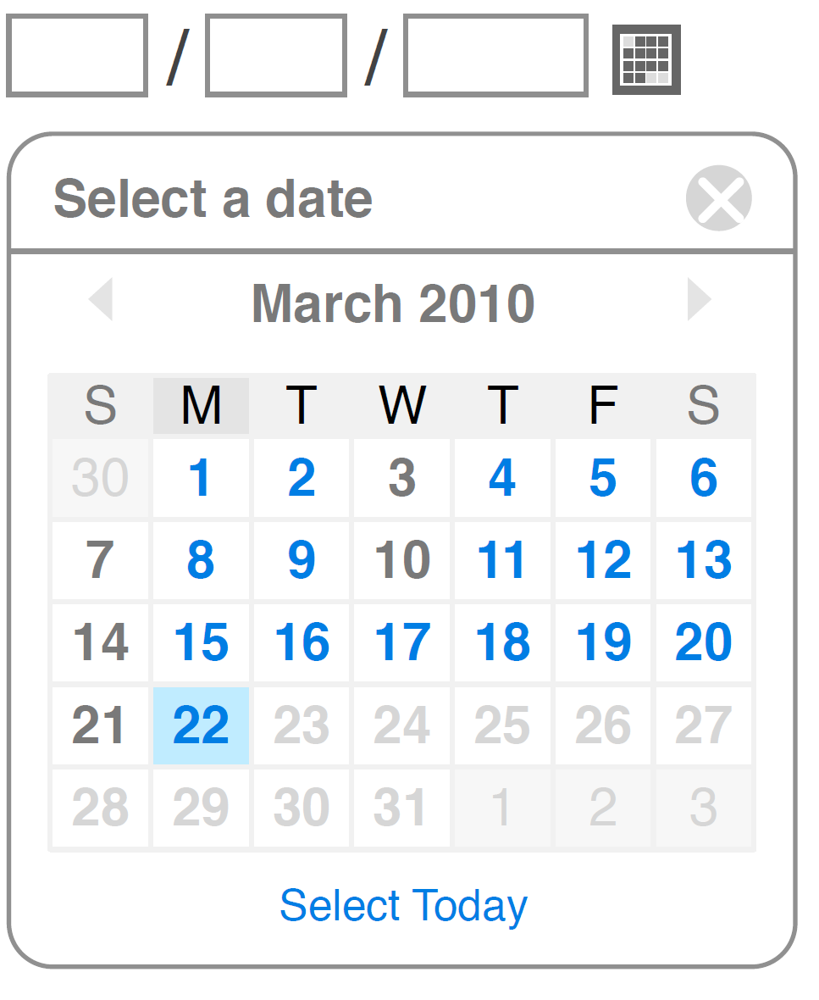 / /
Select a date
March 2010
S M T W T F S
30 1 2 3 4 5 6
7 8 9 10 11 12 13
14 15 16 17 18 19 20
21 22 23 24 25 26 27
28 29 30 31 1 2 3
Select Today